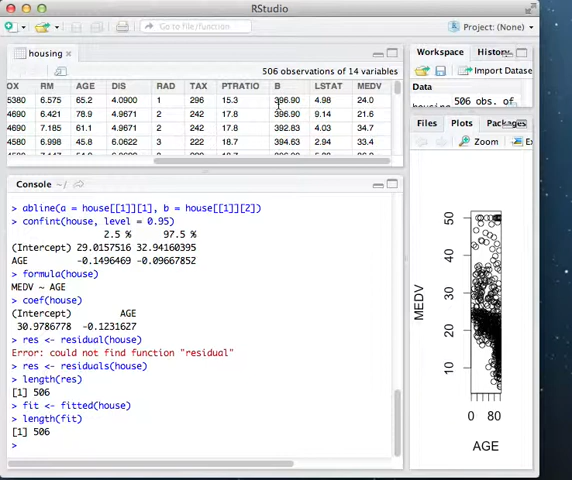 RStudio
Go to file/function
Project: (None)
housing
506 observations of 14 variables
OX RM AGE DIS RAD TAX PTRATIO B LSTAT MEDV
5380 6.575 65.2 4.0900 1 296 15.3 396.90 4.98 24.0
4690 6.421 78.9 4.9671 2 242 17.8 396.90 9.14 21.6
4690 7.185 61.1 4.9671 2 242 17.8 392.83 4.03 34.7
4580 6.998 45.8 6.0622 3 222 18.7 394.63 2.94 33.4
Console ~/
> abline(a = house[[1]][1], b = house[[1]][2])
> confint(house, level = 0.95)
2.5 % 97.5 %
(Intercept) 29.0157516 32.94160395
AGE -0.1496469 -0.09667852
> formula(house)
MEDV ~ AGE
> coef(house)
(Intercept) AGE
30.9786778 -0.1231627
> res <- residual(house)
Error: could not find function "residual"
> res <- residuals(house)
> length(res)
[1] 506
> fit <- fitted(house)
> length(fit)
[1] 506
>
Workspace History
Import Datase
Data
506 obs. of
Files Plots Packages
Zoom
50
40
30
20
10
MEDV
0 80
AGE